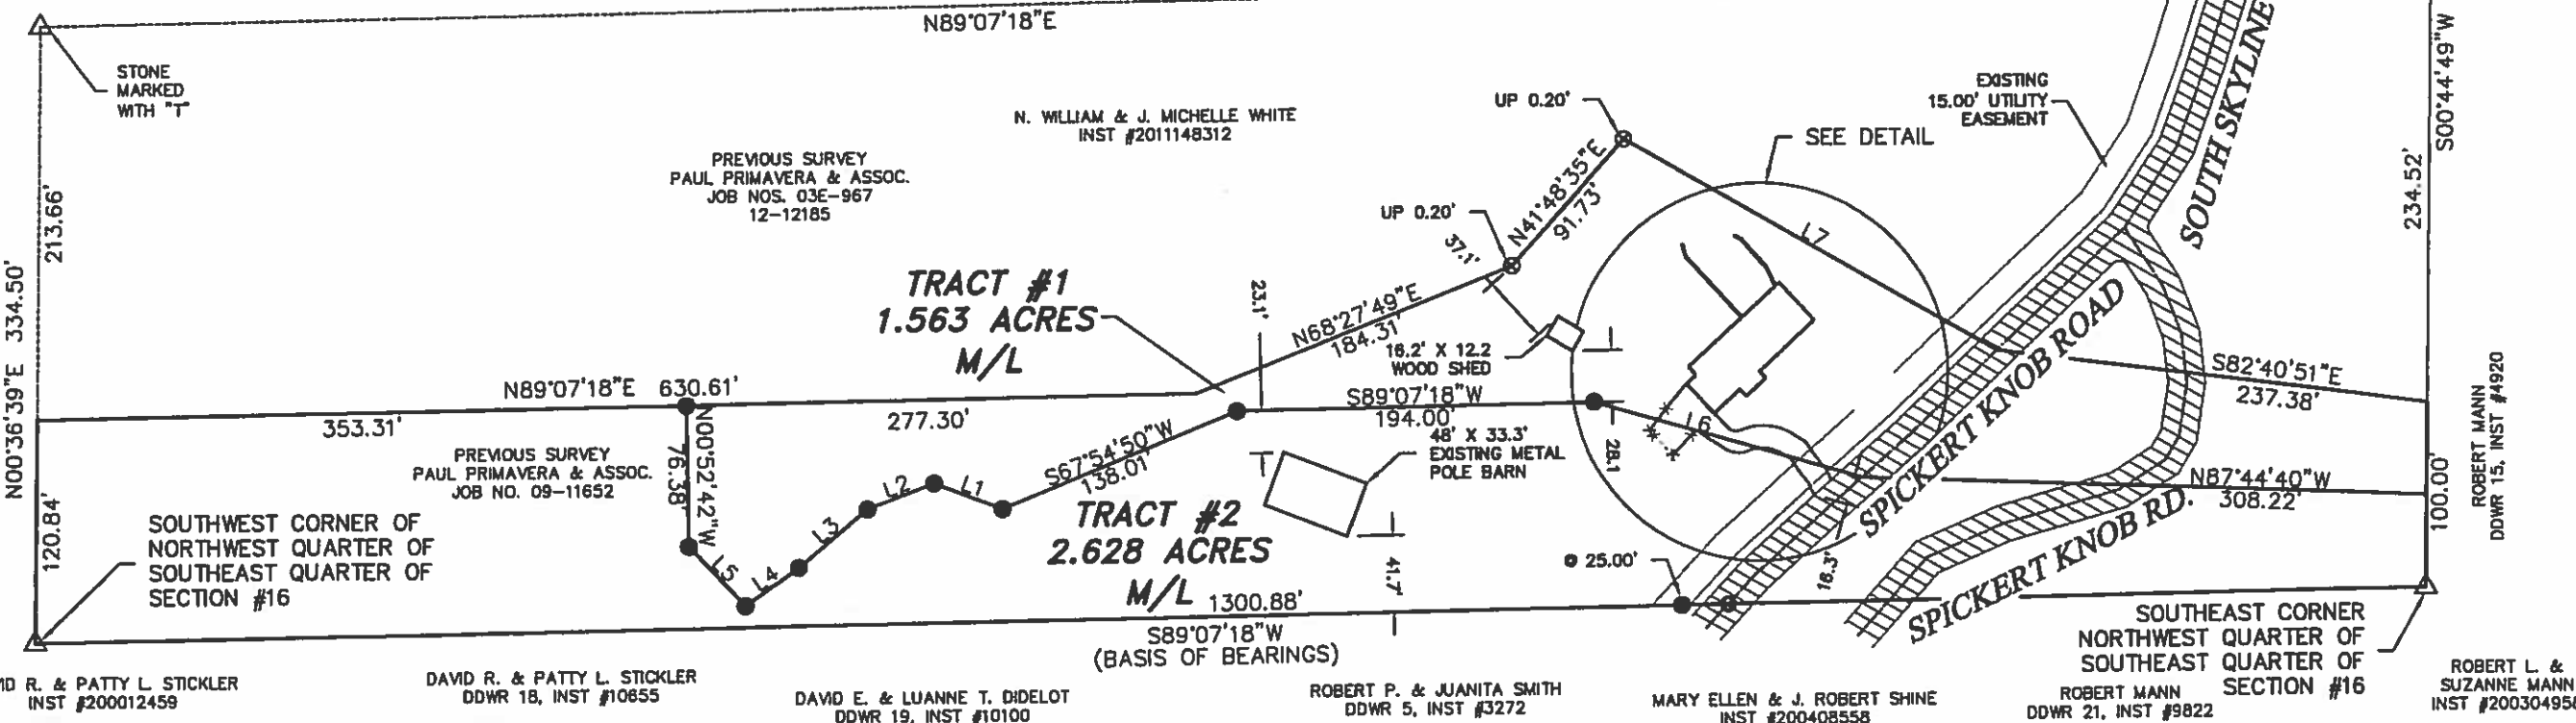 N89°07'18"E
STONE
MARKED
WITH "T"
N. WILLIAM & J. MICHELLE WHITE
INST #2011148312
PREVIOUS SURVEY
PAUL PRIMAVERA & ASSOC.
JOB NOS. 03E-967
12-12185
UP 0.20'
UP 0.20'
N41°48'35"E
91.73'
37.1'
SEE DETAIL
EXISTING
15.00' UTILITY
EASEMENT
SOUTH SKYLINE
S00°44'49"W
234.52'
213.66'
N00°36'39"E 334.50'
120.84'
TRACT #1
1.563 ACRES
M/L
23.1'
N68°27'49"E
184.31'
16.2' X 12.2
WOOD SHED
L7
SPICKERT KNOB ROAD
S82°40'51"E
237.38'
ROBERT MANN
DDWR 15, INST #4920
N89°07'18"E 630.61'
353.31'
277.30'
S89°07'18"W
194.00'
L6
28.1
N00°52'42"W
76.38'
PREVIOUS SURVEY
PAUL PRIMAVERA & ASSOC.
JOB NO. 09-11652
S67°54'50"W
138.01'
48' X 33.3'
EXISTING METAL
POLE BARN
L1
L2
L3
L4
L5
N87°44'40"W
308.22'
100.00'
SOUTHWEST CORNER OF
NORTHWEST QUARTER OF
SOUTHEAST QUARTER OF
SECTION #16
TRACT #2
2.628 ACRES
M/L
1300.88'
41.7'
25.00'
16.3'
SPICKERT KNOB RD.
S89°07'18"W
(BASIS OF BEARINGS)
SOUTHEAST CORNER
NORTHWEST QUARTER OF
SOUTHEAST QUARTER OF
SECTION #16
ID R. & PATTY L. STICKLER
INST #200012459
DAVID R. & PATTY L. STICKLER
DDWR 18, INST #10655
DAVID E. & LUANNE T. DIDELOT
DDWR 19, INST #10100
ROBERT P. & JUANITA SMITH
DDWR 5, INST #3272
MARY ELLEN & J. ROBERT SHINE
INST #200408558
ROBERT MANN
DDWR 21, INST #9822
ROBERT L. &
SUZANNE MANN
INST #20030495